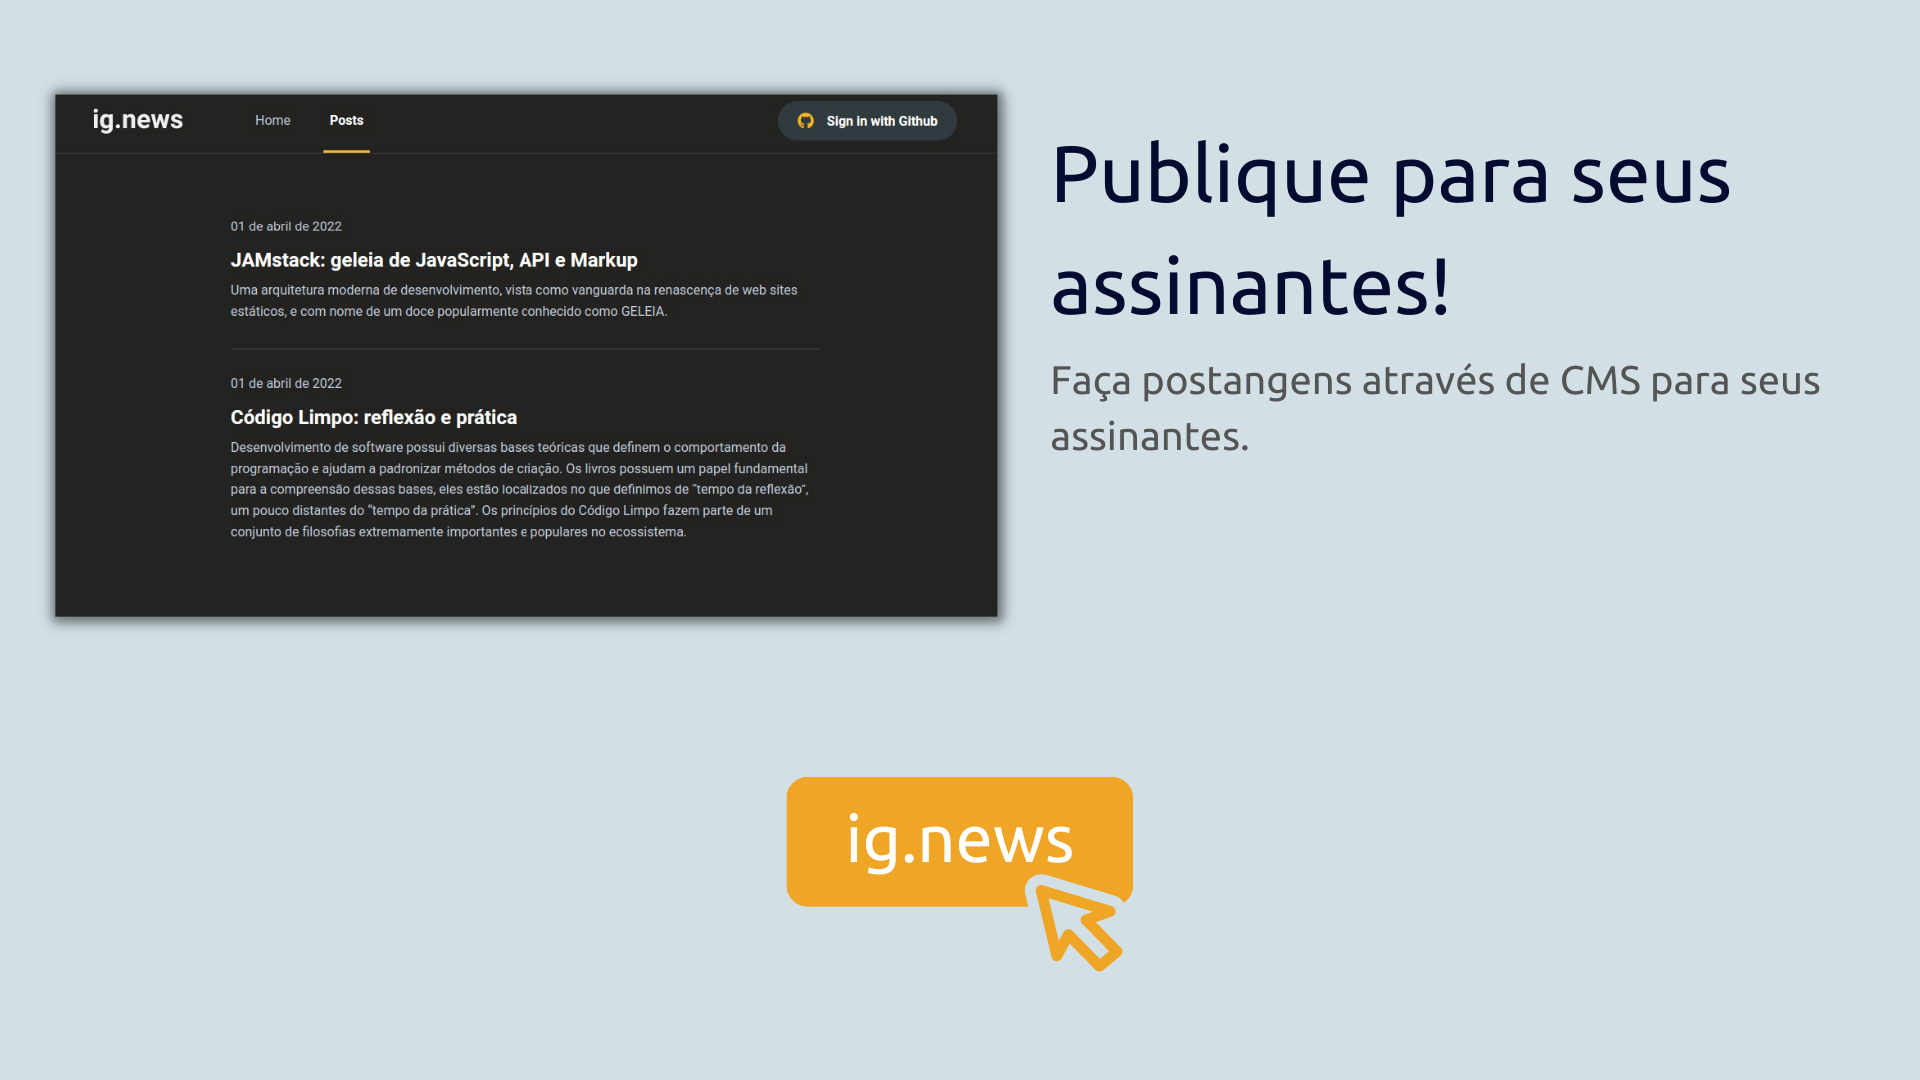 ig.news
Home
Posts
Sign in with Github
01 de abril de 2022
JAMstack: geleia de JavaScript, API e Markup
Uma arquitetura moderna de desenvolvimento, vista como vanguarda na renascença de web sites
estáticos, e com nome de um doce popularmente conhecido como GELEIA.
01 de abril de 2022
Código Limpo: reflexão e prática
Desenvolvimento de software possui diversas bases teóricas que definem o comportamento da
programação e ajudam a padronizar métodos de criação. Os livros possuem um papel fundamental
para a compreensão dessas bases, eles estão localizados no que definimos de “tempo da reflexão”,
um pouco distantes do “tempo da prática”. Os princípios do Código Limpo fazem parte de um
conjunto de filosofias extremamente importantes e populares no ecossistema.
Publique para seus
assinantes!
Faça postangens através de CMS para seus
assinantes.
ig.news